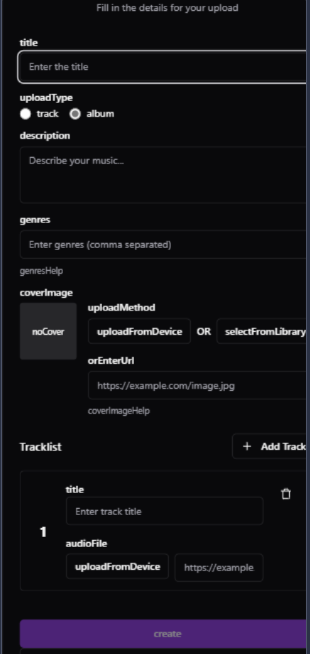 Fill in the details for your upload
title
Enter the title
uploadType
track album
description
Describe your music...
genres
Enter genres (comma separated)
genresHelp
coverImage
noCover
uploadMethod
uploadFromDevice OR selectFromLibrary
orEnterUrl
https://example.com/image.jpg
coverImageHelp
Tracklist
+ Add Track
1
title
Enter track title
audioFile
uploadFromDevice https://example
create